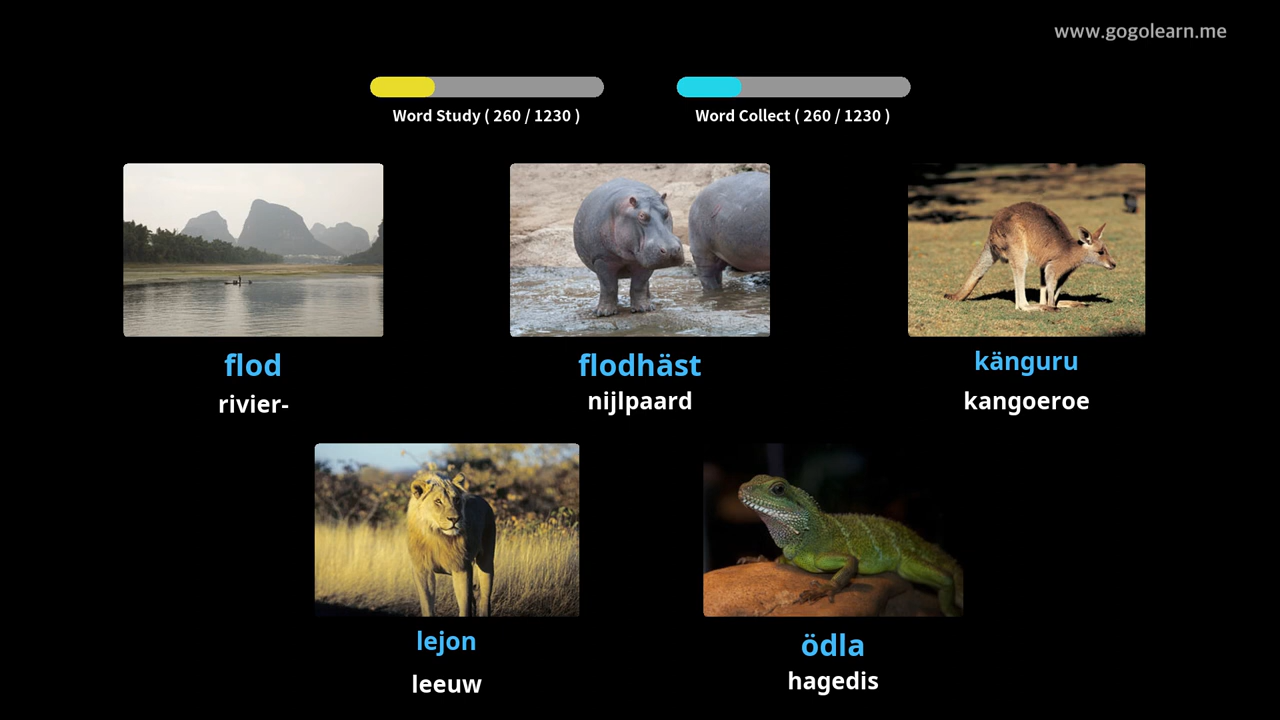 www.gogolearn.me
Word Study ( 260 / 1230 )
Word Collect ( 260 / 1230 )
flod
rivier-
flodhäst
nijlpaard
känguru
kangoeroe
lejon
leeuw
ödla
hagedis